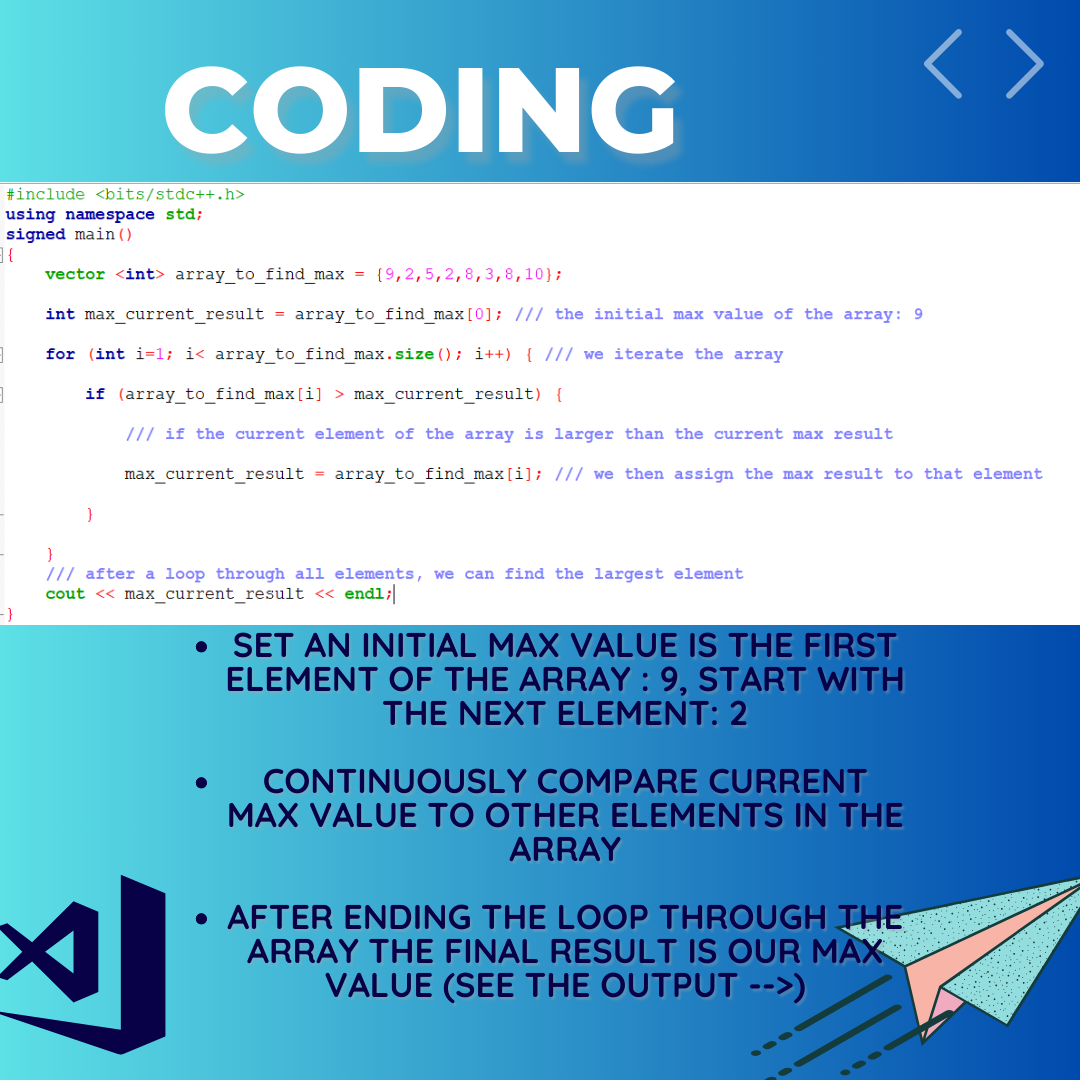 CODING
#include <bits/stdc++.h>
using namespace std;
signed main()
{
    vector <int> array_to_find_max = {9,2,5,2,8,3,8,10};
    int max_current_result = array_to_find_max[0]; /// the initial max value of the array: 9
    for (int i=1; i< array_to_find_max.size(); i++) { /// we iterate the array
        if (array_to_find_max[i] > max_current_result) {
            /// if the current element of the array is larger than the current max result
            max_current_result = array_to_find_max[i]; /// we then assign the max result to that element
        }
    }
    /// after a loop through all elements, we can find the largest element
    cout << max_current_result << endl;
}
• SET AN INITIAL MAX VALUE IS THE FIRST
ELEMENT OF THE ARRAY : 9, START WITH
THE NEXT ELEMENT: 2
• CONTINUOUSLY COMPARE CURRENT
MAX VALUE TO OTHER ELEMENTS IN THE
ARRAY
• AFTER ENDING THE LOOP THROUGH THE
ARRAY THE FINAL RESULT IS OUR MAX
VALUE (SEE THE OUTPUT -->)